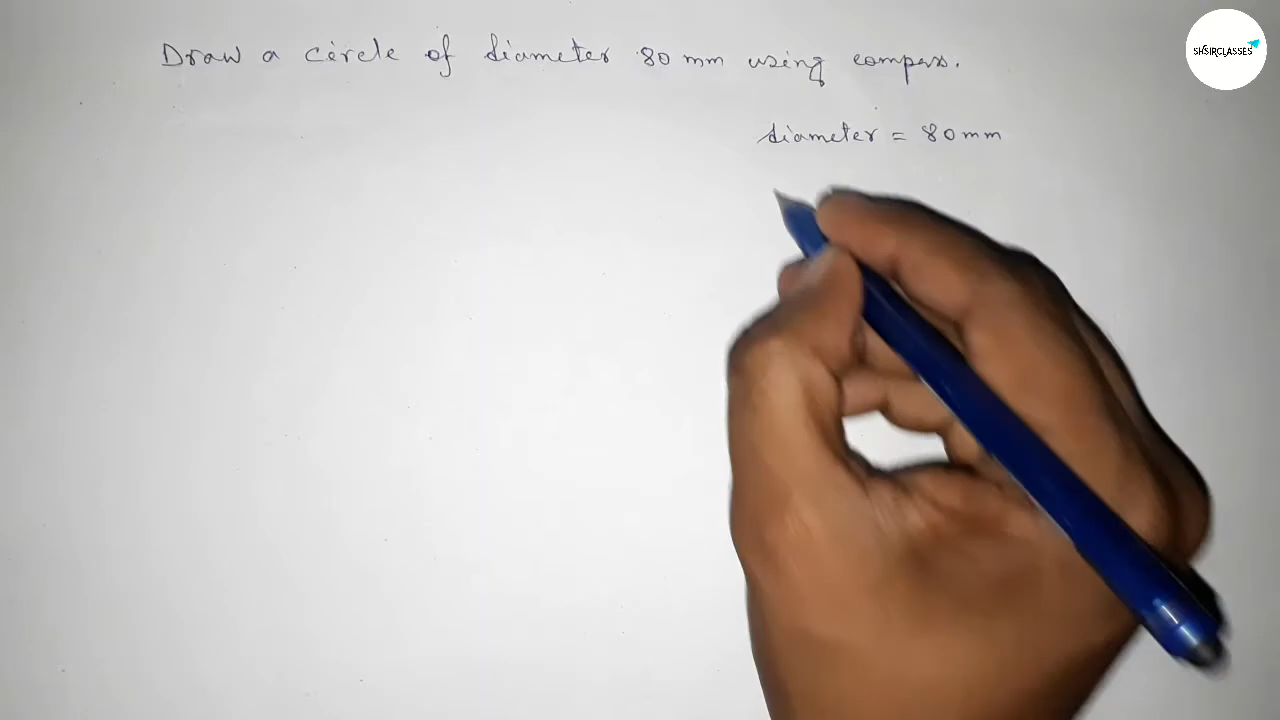 Draw a circle of diameter 80 mm using compass.
diameter = 80 mm
SHSIRCLASSES